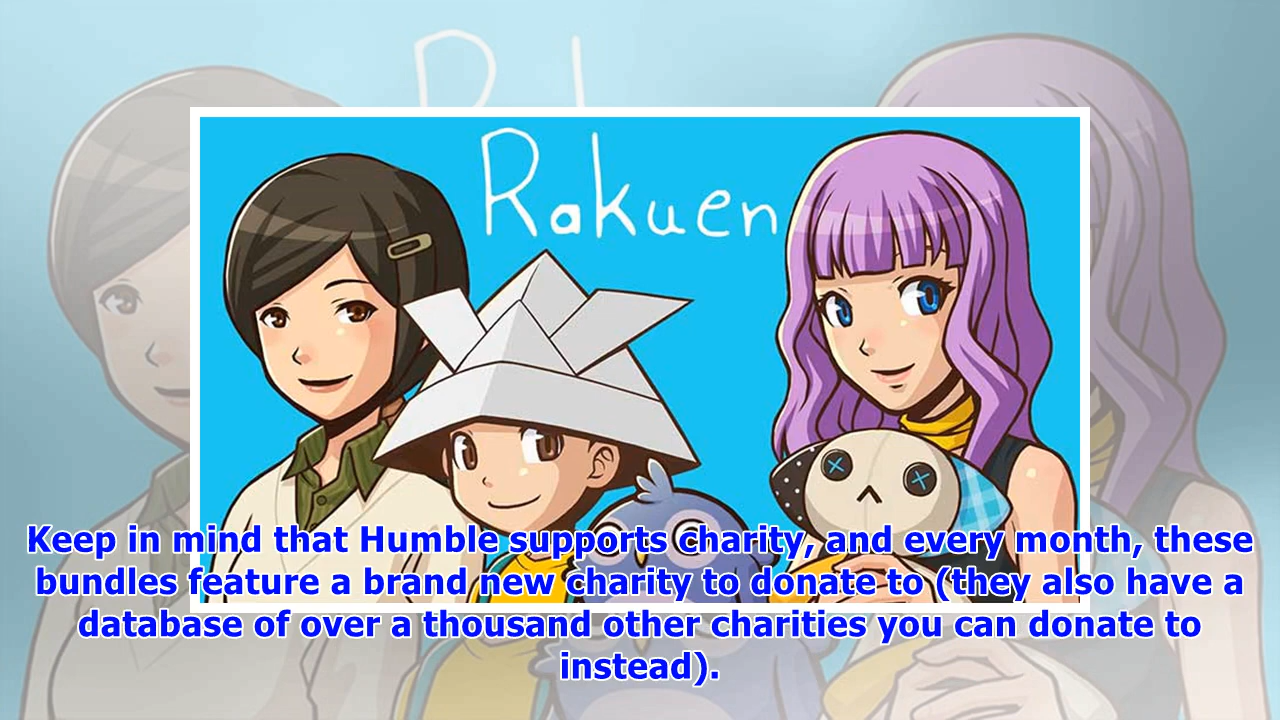 Rakuen
Keep in mind that Humble supports charity, and every month, these
bundles feature a brand new charity to donate to (they also have a
database of over a thousand other charities you can donate to
instead).